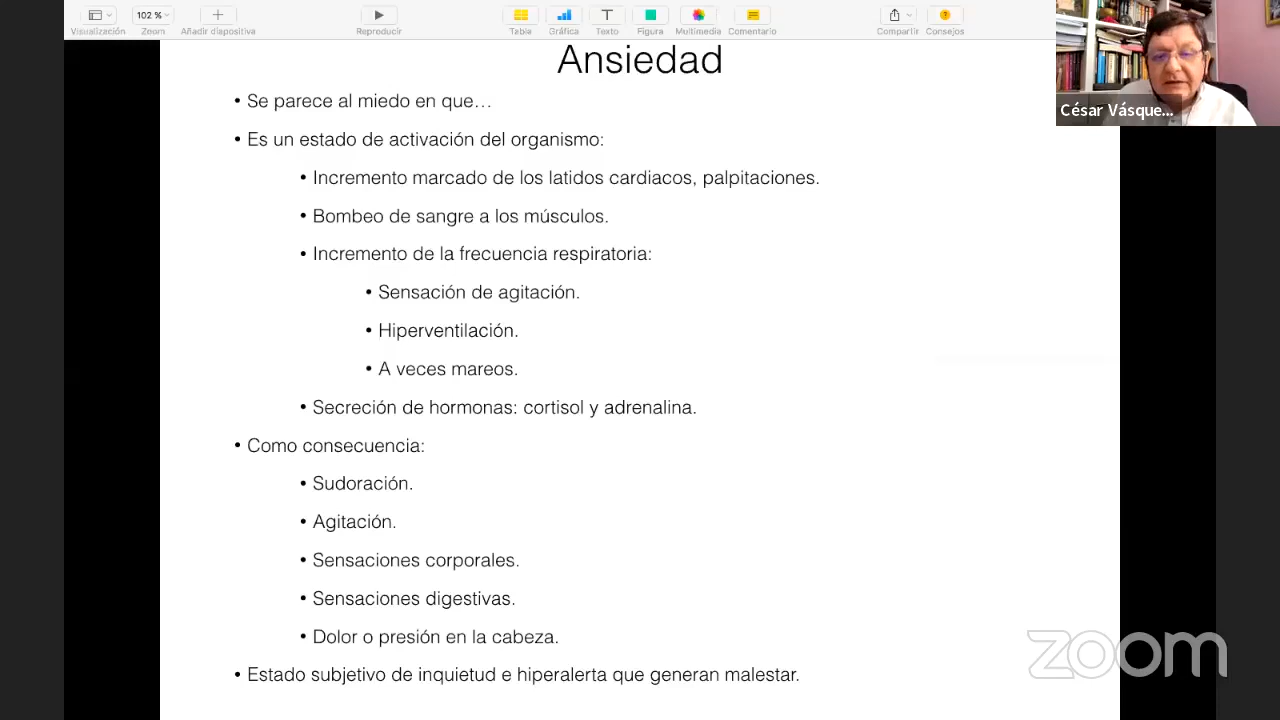 102 %
Visualización
Zoom
Añadir diapositiva
Reproducir
Tabla
Gráfica
Texto
Figura
Multimedia
Comentario
Compartir
Consejos
César Vásque...
Ansiedad
• Se parece al miedo en que…
• Es un estado de activación del organismo:
• Incremento marcado de los latidos cardiacos, palpitaciones.
• Bombeo de sangre a los músculos.
• Incremento de la frecuencia respiratoria:
• Sensación de agitación.
• Hiperventilación.
• A veces mareos.
• Secreción de hormonas: cortisol y adrenalina.
• Como consecuencia:
• Sudoración.
• Agitación.
• Sensaciones corporales.
• Sensaciones digestivas.
• Dolor o presión en la cabeza.
• Estado subjetivo de inquietud e hiperalerta que generan malestar.
zoom